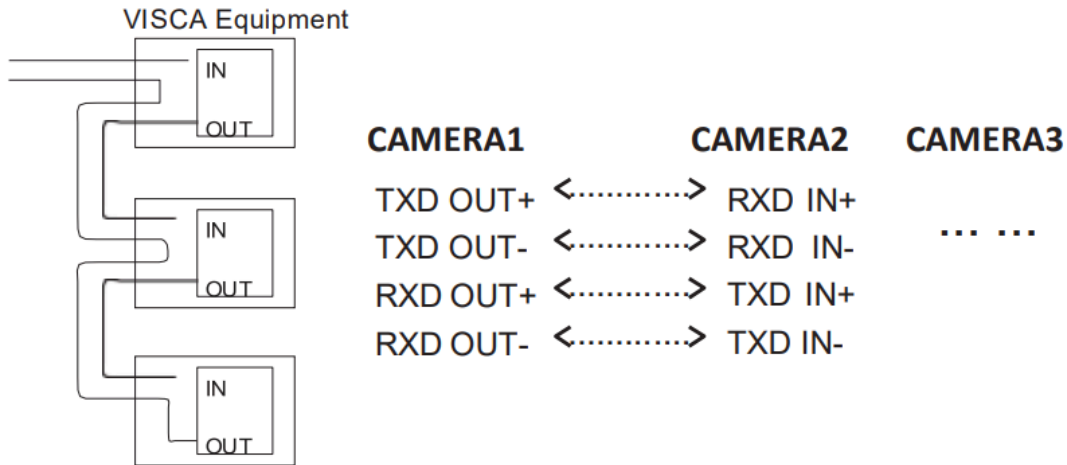 VISCA Equipment
IN
OUT
IN
OUT
IN
OUT
CAMERA1 CAMERA2 CAMERA3
TXD OUT+ <.............> RXD IN+
TXD OUT- <.............> RXD IN-
... ...
RXD OUT+ <.............> TXD IN+
RXD OUT- <.............> TXD IN-